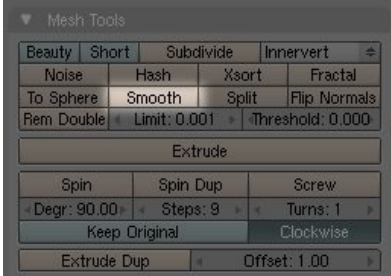 Mesh Tools
Beauty Short Subdivide Innervert
Noise Hash Xsort Fractal
To Sphere Smooth Split Flip Normals
Rem Double Limit: 0.001 Threshold: 0.000
Extrude
Spin Spin Dup Screw
Degr: 90.00 Steps: 9 Turns: 1
Keep Original Clockwise
Extrude Dup Offset: 1.00